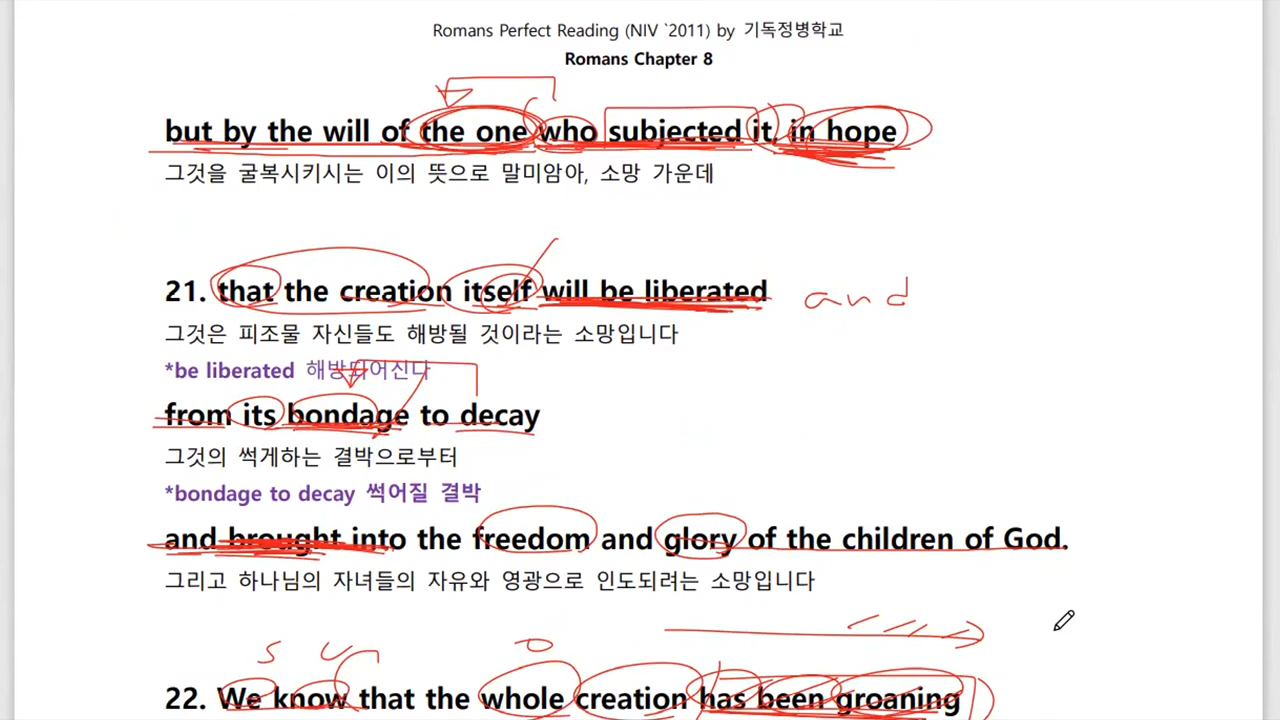 Romans Perfect Reading (NIV `2011) by 기독정병학교
Romans Chapter 8
but by the will of the one who subjected it, in hope
그것을 굴복시키시는 이의 뜻으로 말미암아, 소망 가운데
21. that the creation itself will be liberated and
그것은 피조물 자신들도 해방될 것이라는 소망입니다
*be liberated 해방되어신다
from its bondage to decay
그것의 썩게하는 결박으로부터
*bondage to decay 썩어질 결박
and brought into the freedom and glory of the children of God.
그리고 하나님의 자녀들의 자유와 영광으로 인도되려는 소망입니다
S V O
22. We know that the whole creation has been groaning